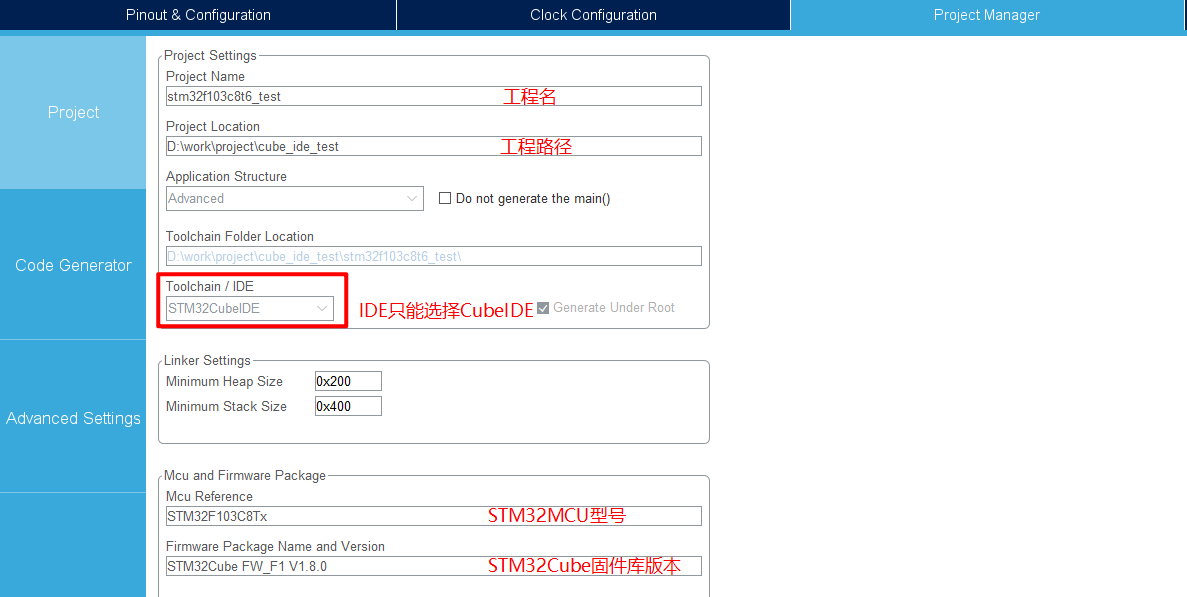 Pinout & Configuration
Clock Configuration
Project Manager
Project
Code Generator
Advanced Settings
Project Settings
Project Name
stm32f103c8t6_test 工程名
Project Location
D:\work\project\cube_ide_test 工程路径
Application Structure
Advanced Do not generate the main()
Toolchain Folder Location
D:\work\project\cube_ide_test\stm32f103c8t6_test\
Toolchain / IDE
STM32CubeIDE IDE只能选择CubeIDE Generate Under Root
Linker Settings
Minimum Heap Size 0x200
Minimum Stack Size 0x400
Mcu and Firmware Package
Mcu Reference
STM32F103C8Tx STM32MCU型号
Firmware Package Name and Version
STM32Cube FW_F1 V1.8.0 STM32Cube固件库版本